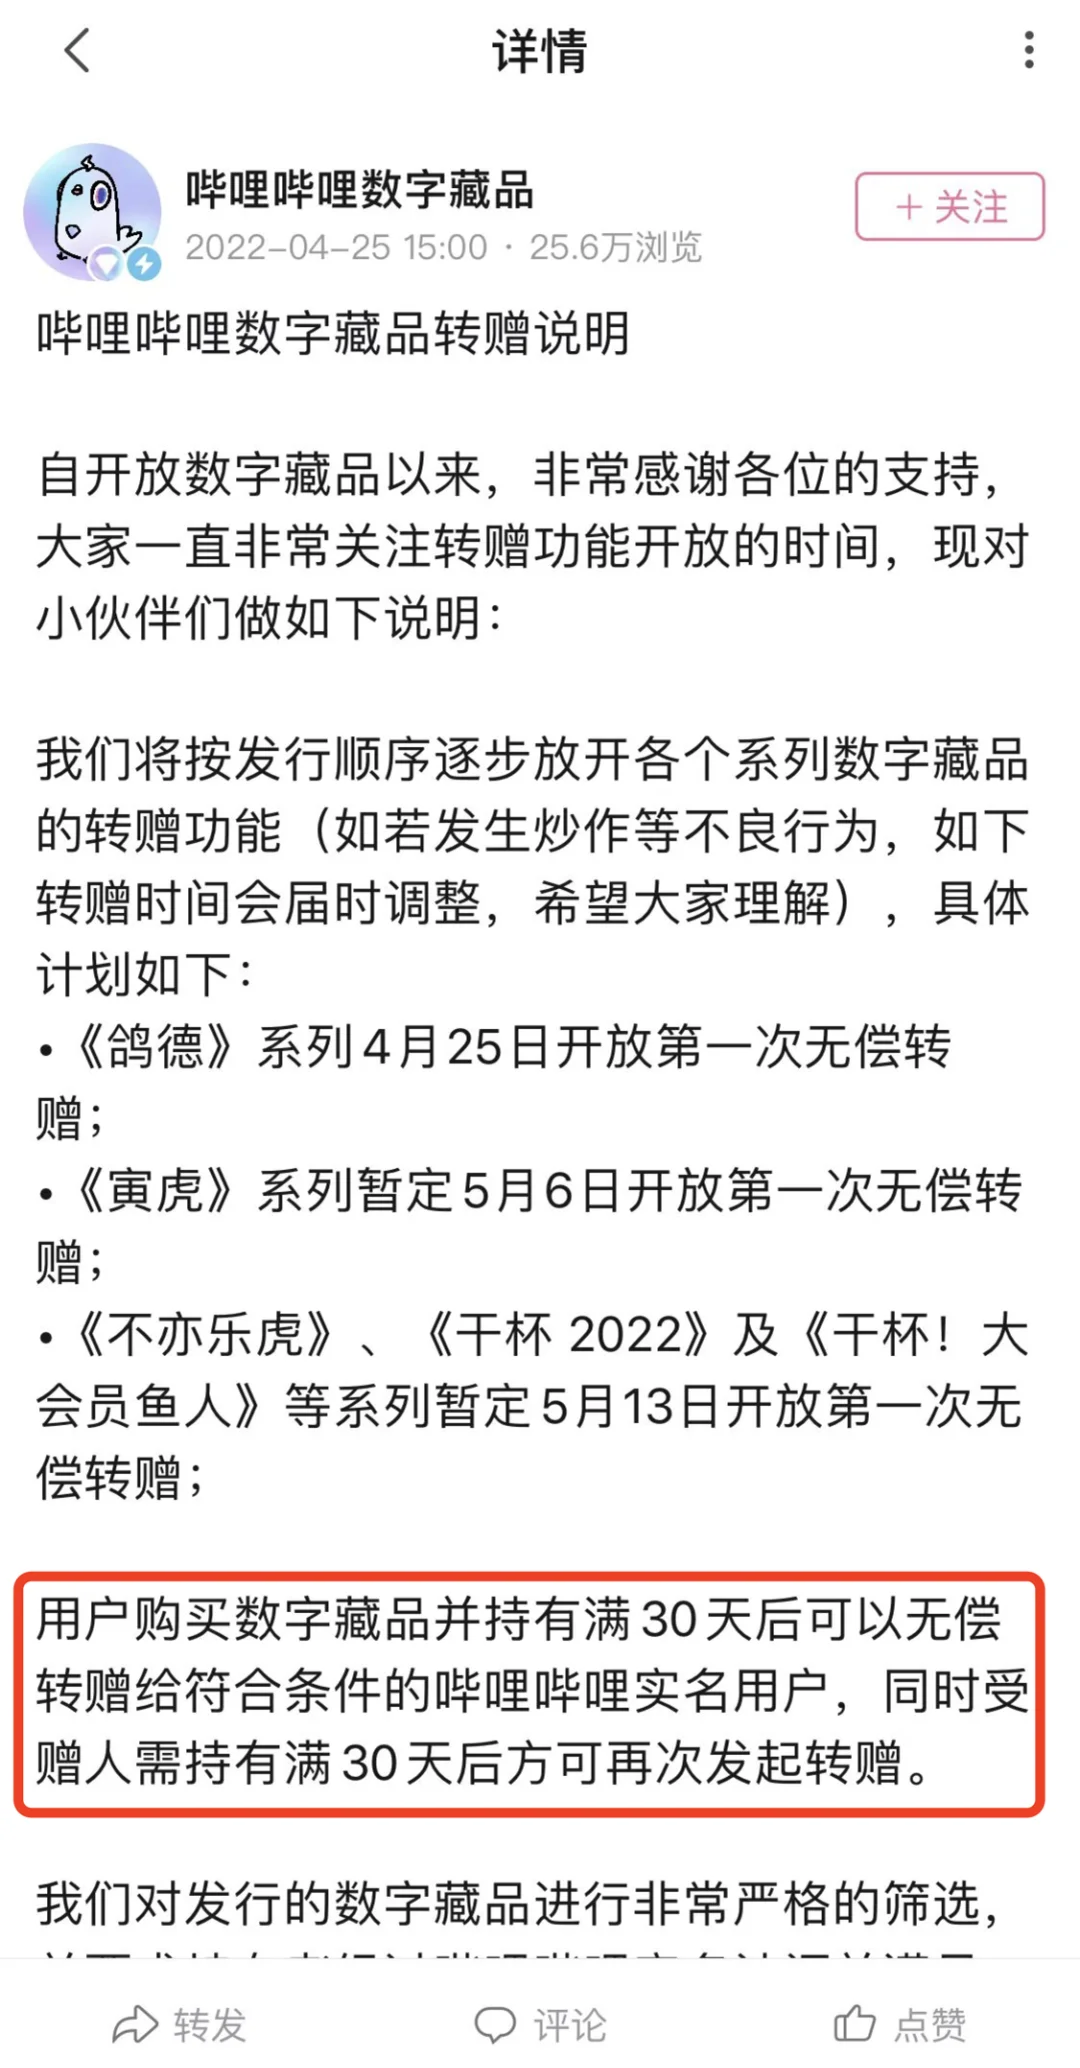 详情
哔哩哔哩数字藏品
2022-04-25 15:00 · 25.6万浏览
+ 关注
哔哩哔哩数字藏品转赠说明
自开放数字藏品以来，非常感谢各位的支持，
大家一直非常关注转赠功能开放的时间，现对
小伙伴们做如下说明：
我们将按发行顺序逐步放开各个系列数字藏品
的转赠功能（如若发生炒作等不良行为，如下
转赠时间会届时调整，希望大家理解），具体
计划如下：
•《鸽德》系列4月25日开放第一次无偿转
赠；
•《寅虎》系列暂定5月6日开放第一次无偿转
赠；
•《不亦乐虎》、《干杯 2022》及《干杯！大
会员鱼人》等系列暂定5月13日开放第一次无
偿转赠；
用户购买数字藏品并持有满30天后可以无偿
转赠给符合条件的哔哩哔哩实名用户，同时受
赠人需持有满30天后方可再次发起转赠。
我们对发行的数字藏品进行非常严格的筛选，
转发
评论
点赞